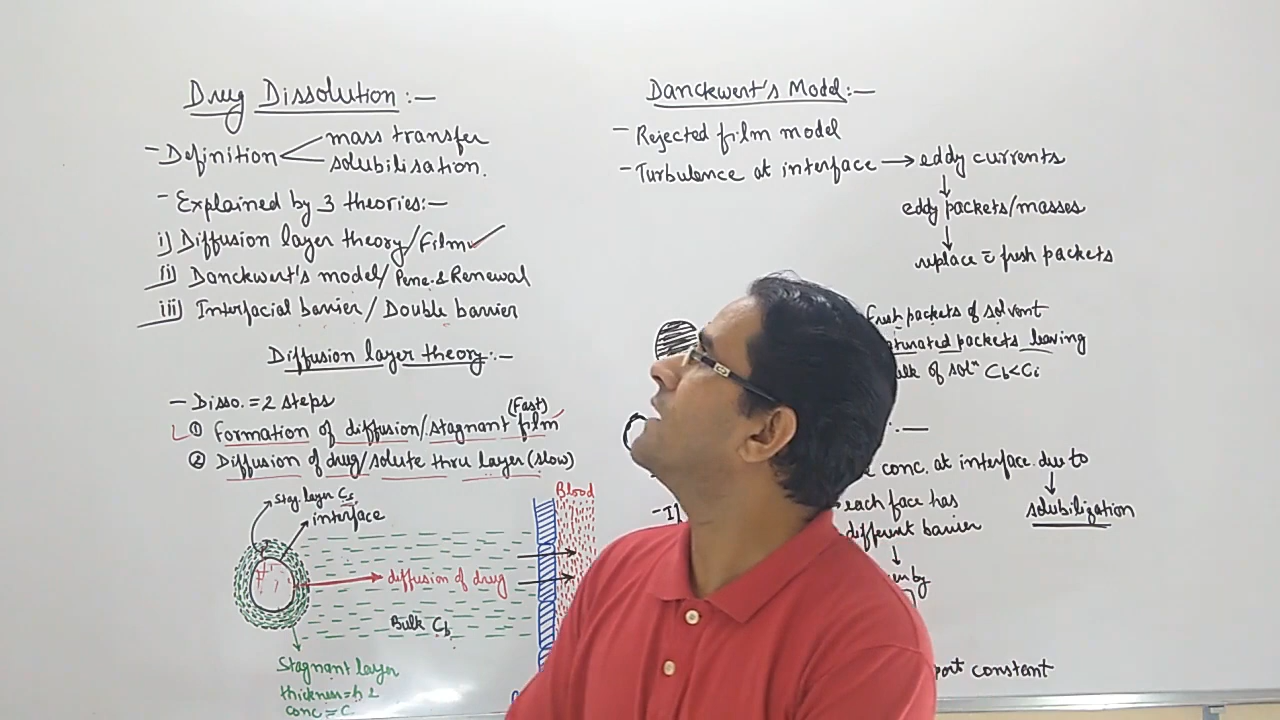 Drug Dissolution :-
- Definition
mass transfer
solubilisation.
- Explained by 3 theories:-
i) Diffusion layer theory/Film
ii) Danckwert's model/ Pene. & Renewal
iii) Interfacial barrier / Double barrier
Diffusion layer theory:-
- Disso. = 2 steps
(Fast)
① Formation of diffusion/stagnant film
② Diffusion of drug/solute thru layer (slow)
Stag. layer Cs
interface
Blood
diffusion of drug
Bulk Cb
Stagnant layer
thickness=h
conc = C
Danckwert's Model:-
- Rejected film model
- Turbulence at interface → eddy currents
eddy packets/masses
replace c̄ fresh packets
Fresh packets of solvent
packets leaving
of solⁿ Cb<Ci
:-
conc. at interface due to
solubilization
each face has
different barrier
by
constant